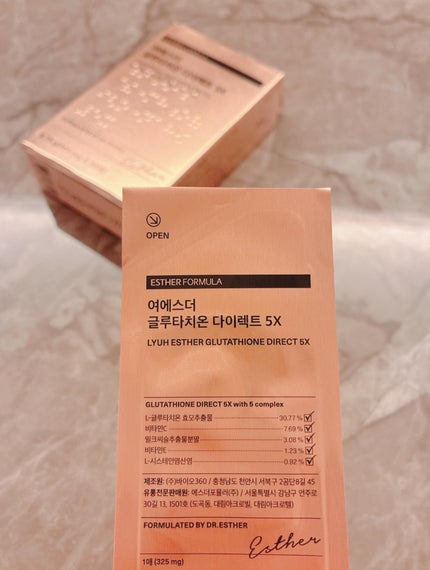 OPEN
ESTHER FORMULA
여에스더
글루타치온 다이렉트 5X
LYUH ESTHER GLUTATHIONE DIRECT 5X
GLUTATHIONE DIRECT 5X with 5 complex
L-글루타치온 효모추출물 30.77 %
비타민C 7.69 %
밀크씨슬추출물분말 3.08 %
비타민E 1.23 %
L-시스테인염산염 0.92 %
제조원: (주)바이오360 / 충청남도 천안시 서북구 2공단8길 45
유통전문판매원: 에스더포뮬러(주) / 서울특별시 강남구 언주로
30길 13, 1501호 (도곡동, 대림아크로빌, 대림아크로텔)
FORMULATED BY DR.ESTHER
Esther
1매 (325 mg)